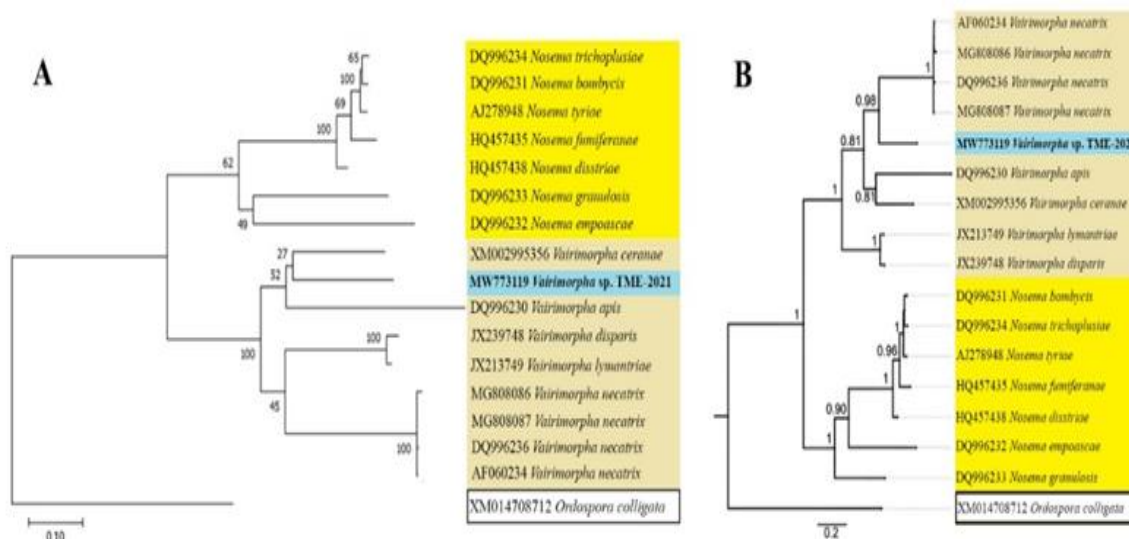 A
65
100
69
100
62
49
27
32
100
100
45
100
DQ996234 Nosema trichoplusiae
DQ996231 Nosema bombycis
AJ278948 Nosema tyriae
HQ457435 Nosema fumiferanae
HQ457438 Nosema disstriae
DQ996233 Nosema granulosis
DQ996232 Nosema empoascae
XM002995356 Vairimorpha ceranae
MW773119 Vairimorpha sp. TME-2021
DQ996230 Vairimorpha apis
JX239748 Vairimorpha disparis
JX213749 Vairimorpha lymantriae
MG808086 Vairimorpha necatrix
MG808087 Vairimorpha necatrix
DQ996236 Vairimorpha necatrix
AF060234 Vairimorpha necatrix
XM014708712 Ordospora colligata
0.10
B
1
0.98
0.81
0.81
1
1
1
1
0.96
1
0.90
1
AF060234 Vairimorpha necatrix
MG808086 Vairimorpha necatrix
DQ996236 Vairimorpha necatrix
MG808087 Vairimorpha necatrix
MW773119 Vairimorpha sp. TME-202
DQ996230 Vairimorpha apis
XM002995356 Vairimorpha ceranae
JX213749 Vairimorpha lymantriae
JX239748 Vairimorpha disparis
DQ996231 Nosema bombycis
DQ996234 Nosema trichoplusiae
AJ278948 Nosema tyriae
HQ457435 Nosema fumiferanae
HQ457438 Nosema disstriae
DQ996232 Nosema empoascae
DQ996233 Nosema granulosis
XM014708712 Ordospora colligata
0.2